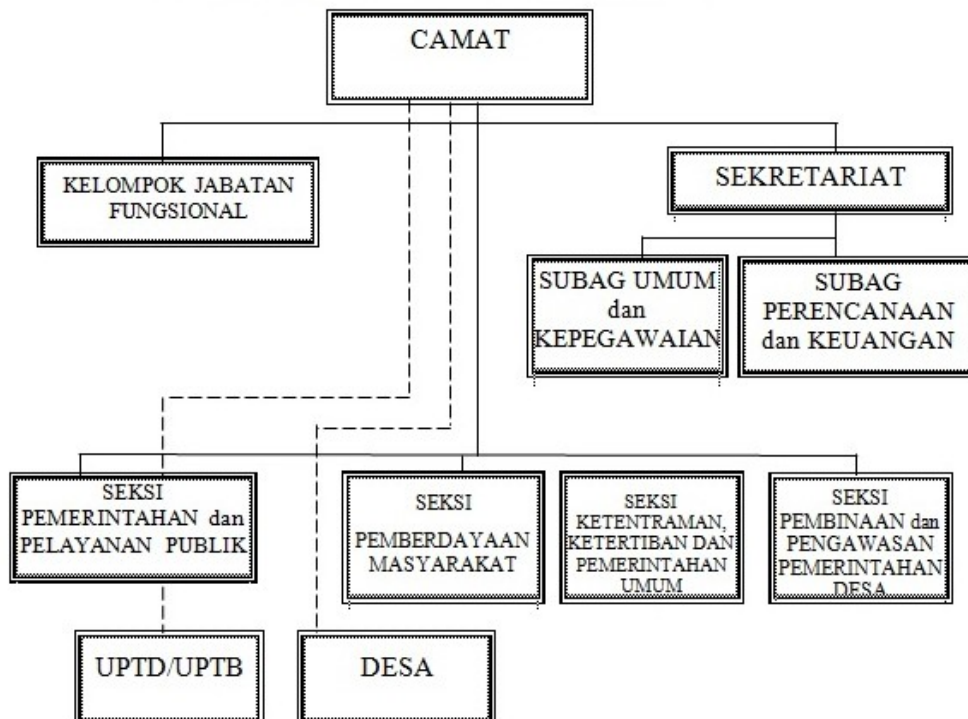 CAMAT
KELOMPOK JABATAN
FUNGSIONAL
SEKRETARIAT
SUBAG UMUM
dan
KEPEGAWAIAN
SUBAG
PERENCANAAN
dan KEUANGAN
SEKSI
PEMERINTAHAN dan
PELAYANAN PUBLIK
SEKSI
PEMBERDAYAAN
MASYARAKAT
SEKSI
KETENTRAMAN,
KETERTIBAN DAN
PEMERINTAHAN
UMUM
SEKSI
PEMBINAAN dan
PENGAWASAN
PEMERINTAHAN
DESA
UPTD/UPTB
DESA